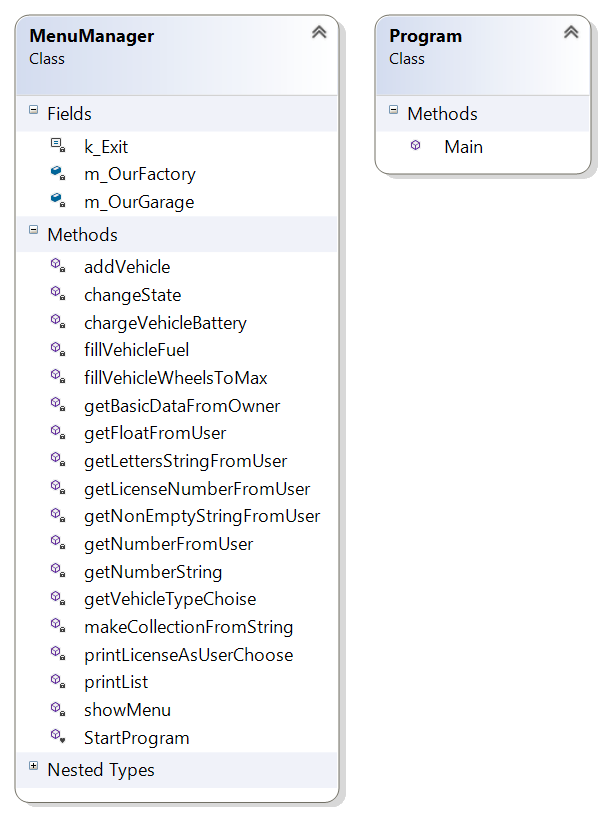 MenuManager
Class
Fields
k_Exit
m_OurFactory
m_OurGarage
Methods
addVehicle
changeState
chargeVehicleBattery
fillVehicleFuel
fillVehicleWheelsToMax
getBasicDataFromOwner
getFloatFromUser
getLettersStringFromUser
getLicenseNumberFromUser
getNonEmptyStringFromUser
getNumberFromUser
getNumberString
getVehicleTypeChoise
makeCollectionFromString
printLicenseAsUserChoose
printList
showMenu
StartProgram
Nested Types
Program
Class
Methods
Main